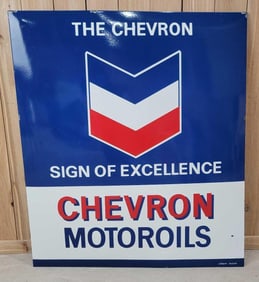 THE CHEVRON
SIGN OF EXCELLENCE
CHEVRON
MOTOROILS